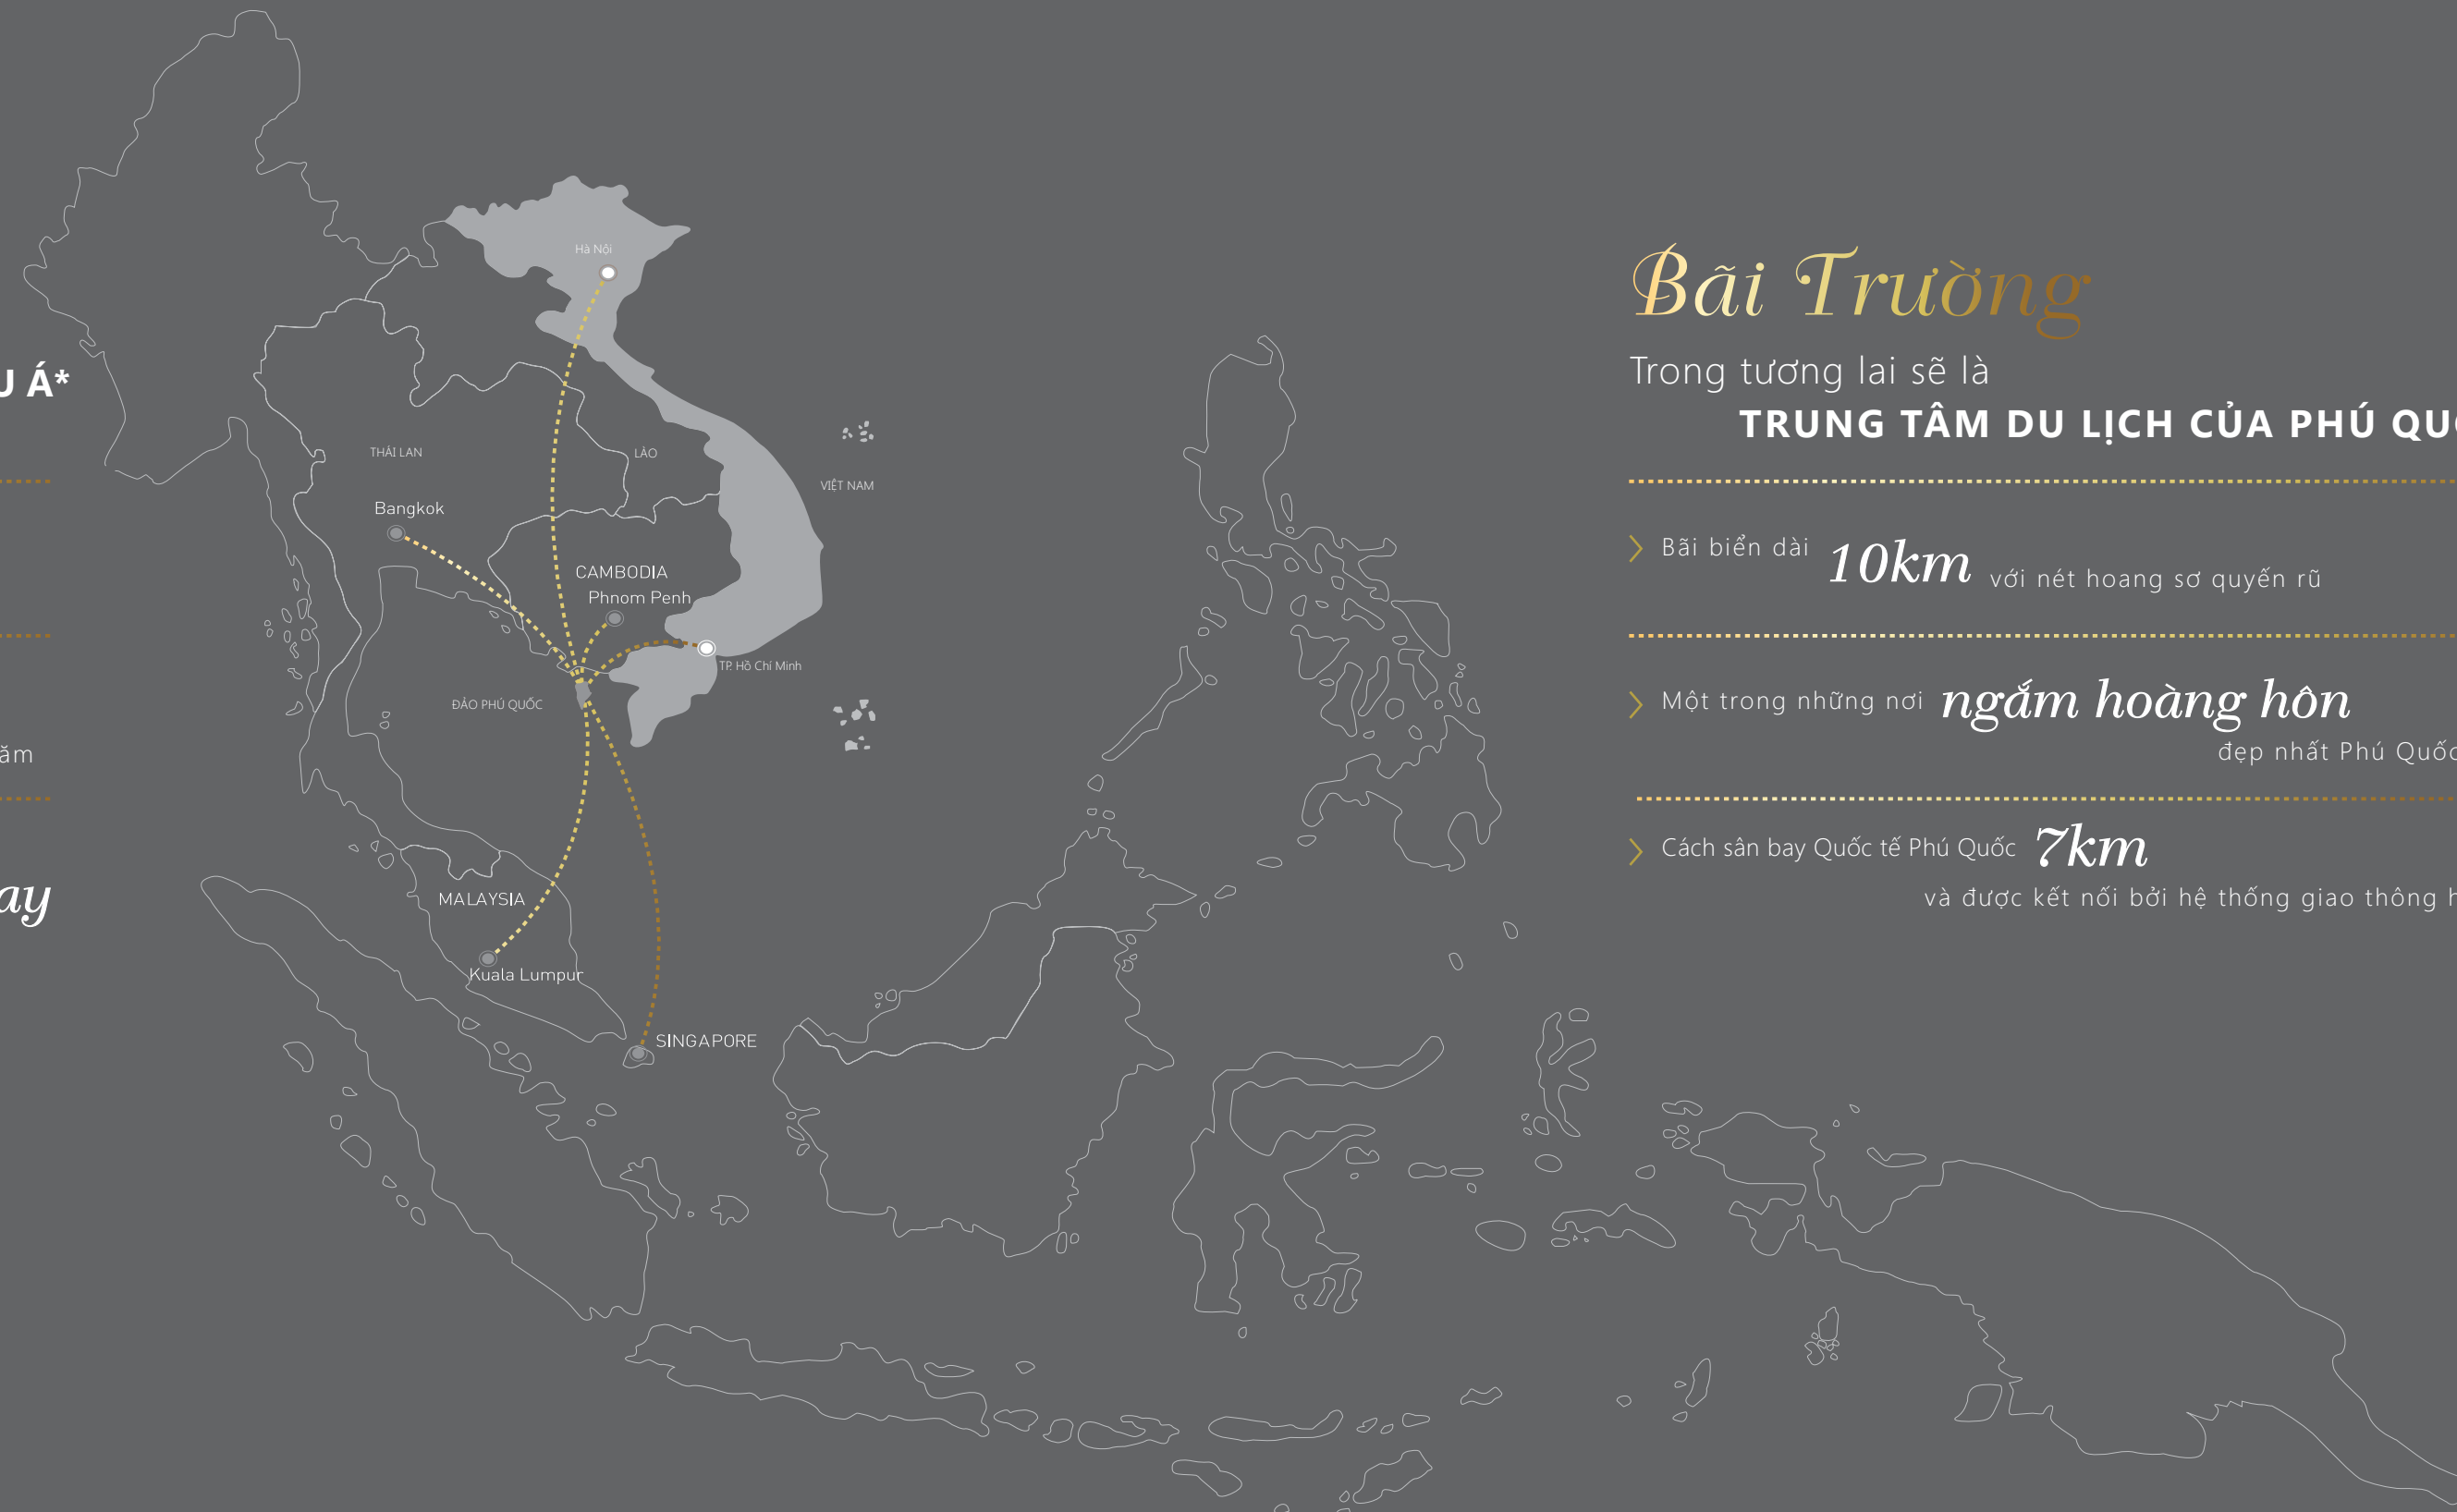 U Á*
ăm
ay
Hà Nội
THÁI LAN
LÀO
VIỆT NAM
Bangkok
CAMBODIA
Phnom Penh
TP. Hồ Chí Minh
ĐẢO PHÚ QUỐC
MALAYSIA
Kuala Lumpur
SINGAPORE
Bãi Trường
Trong tương lai sẽ là
TRUNG TÂM DU LỊCH CỦA PHÚ QUỐ
Bãi biển dài 10km với nét hoang sơ quyến rũ
Một trong những nơi ngắm hoàng hôn
đẹp nhất Phú Quốc
Cách sân bay Quốc tế Phú Quốc 7km
và được kết nối bởi hệ thống giao thông h